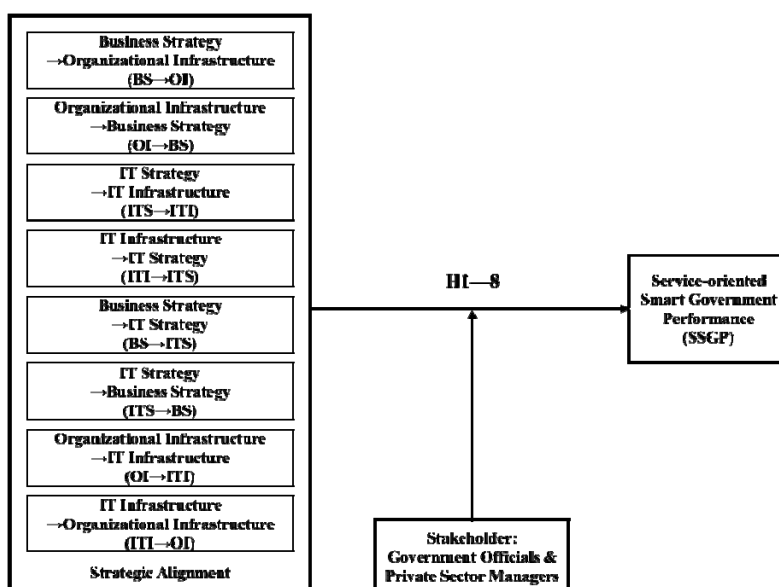 Business Strategy
→Organizational Infrastructure
(BS→OI)
Organizational Infrastructure
→Business Strategy
(OI→BS)
IT Strategy
→IT Infrastructure
(ITS→ITI)
IT Infrastructure
→IT Strategy
(ITI→ITS)
Business Strategy
→IT Strategy
(BS→ITS)
IT Strategy
→Business Strategy
(ITS→BS)
Organizational Infrastructure
→IT Infrastructure
(OI→ITI)
IT Infrastructure
→Organizational Infrastructure
(ITI→OI)
Strategic Alignment
H1—8
Service-oriented
Smart Government
Performance
(SSGP)
Stakeholder:
Government Officials &
Private Sector Managers